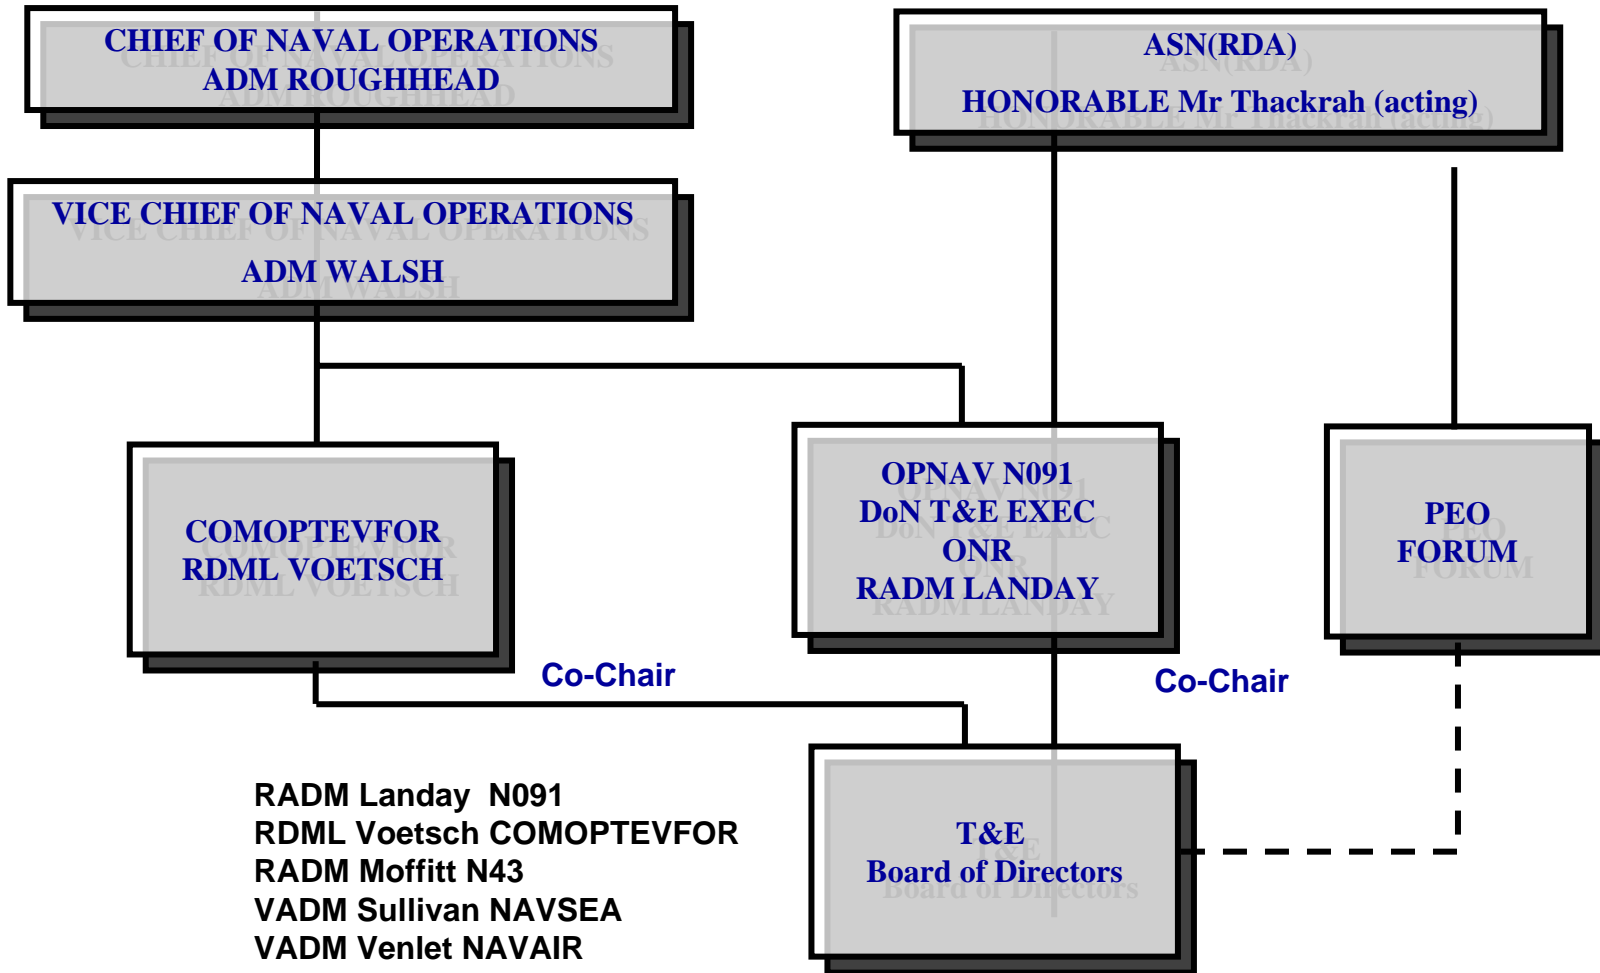 CHIEF OF NAVAL OPERATIONS
ADM ROUGHHEAD
ASN(RDA)
HONORABLE Mr Thackrah (acting)
VICE CHIEF OF NAVAL OPERATIONS
ADM WALSH
COMOPTEVFOR
RDML VOETSCH
OPNAV N091
DoN T&E EXEC
ONR
RADM LANDAY
PEO
FORUM
Co-Chair
Co-Chair
T&E
Board of Directors
RADM Landay  N091
RDML Voetsch COMOPTEVFOR
RADM Moffitt N43
VADM Sullivan NAVSEA
VADM Venlet NAVAIR